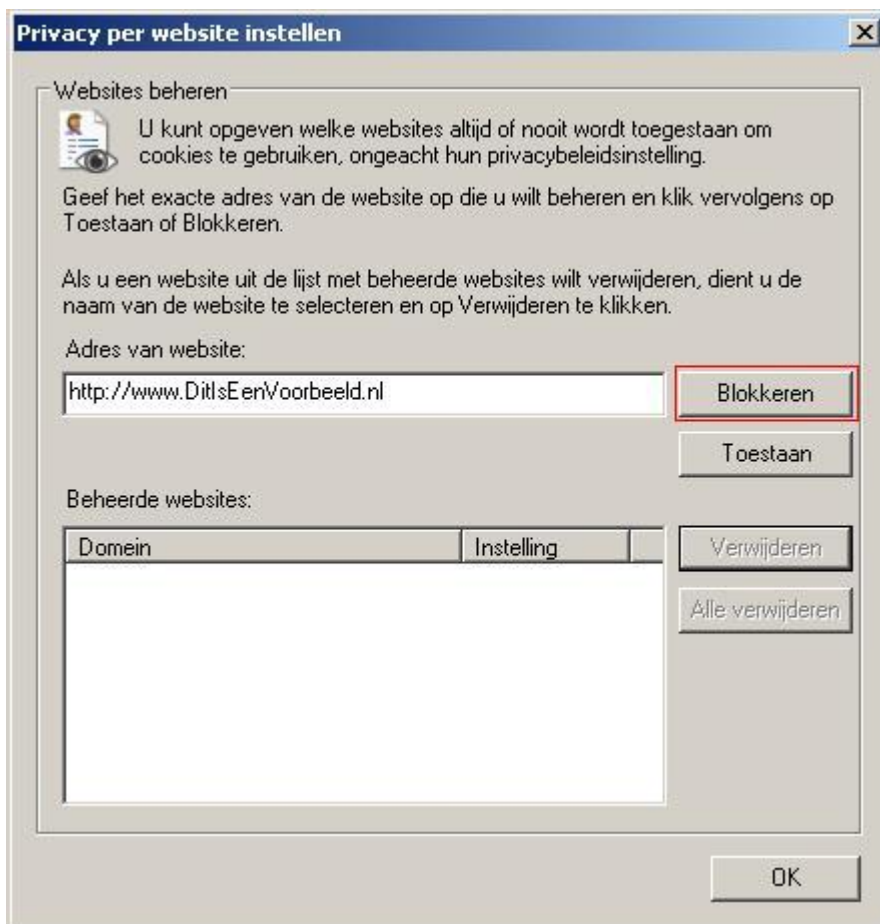 Privacy per website instellen
Websites beheren
U kunt opgeven welke websites altijd of nooit wordt toegestaan om
cookies te gebruiken, ongeacht hun privacybeleidsinstelling.
Geef het exacte adres van de website op die u wilt beheren en klik vervolgens op
Toestaan of Blokkeren.
Als u een website uit de lijst met beheerde websites wilt verwijderen, dient u de
naam van de website te selecteren en op Verwijderen te klikken.
Adres van website:
http://www.DitIsEenVoorbeeld.nl
Blokkeren
Toestaan
Beheerde websites:
Domein
Instelling
Verwijderen
Alle verwijderen
OK